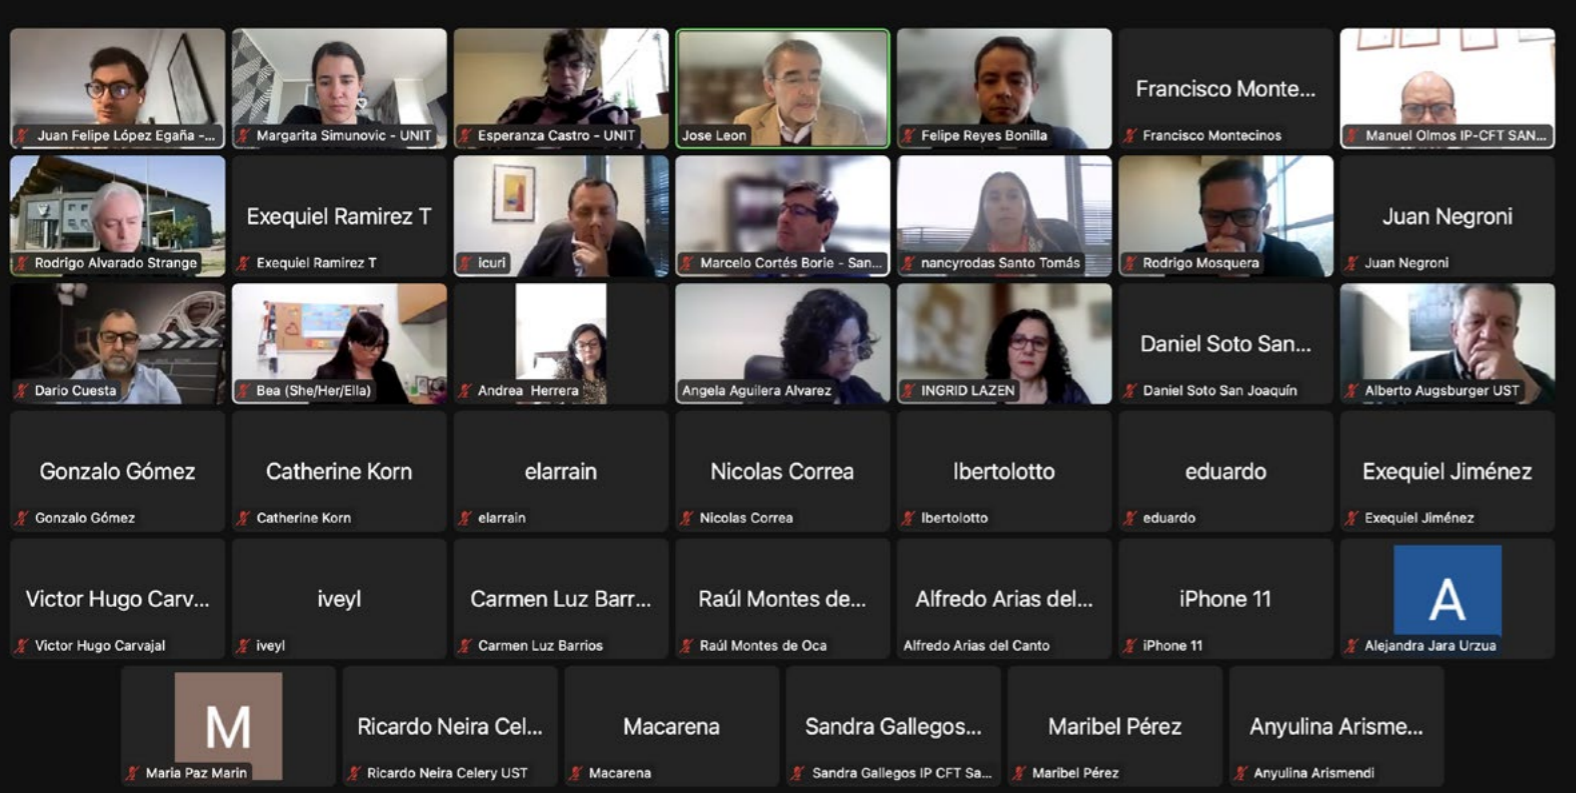 Juan Felipe López Egaña -...
Margarita Simunovic - UNIT
Esperanza Castro - UNIT
Jose Leon
Felipe Reyes Bonilla
Francisco Monte...
Francisco Montecinos
Manuel Olmos IP-CFT SAN...
Rodrigo Alvarado Strange
Exequiel Ramirez T
Exequiel Ramirez T
icuri
Marcelo Cortés Borie - San...
nancyrodas Santo Tomás
Rodrigo Mosquera
Juan Negroni
Juan Negroni
Dario Cuesta
Bea (She/Her/Ella)
Andrea Herrera
Angela Aguilera Alvarez
INGRID LAZEN
Daniel Soto San...
Daniel Soto San Joaquín
Alberto Augsburger UST
Gonzalo Gómez
Gonzalo Gómez
Catherine Korn
Catherine Korn
elarrain
elarrain
Nicolas Correa
Nicolas Correa
lbertolotto
lbertolotto
eduardo
eduardo
Exequiel Jiménez
Exequiel Jiménez
Victor Hugo Carv...
Victor Hugo Carvajal
iveyl
iveyl
Carmen Luz Barr...
Carmen Luz Barrios
Raúl Montes de...
Raúl Montes de Oca
Alfredo Arias del...
Alfredo Arias del Canto
iPhone 11
iPhone 11
A
Alejandra Jara Urzua
M
Maria Paz Marin
Ricardo Neira Cel...
Ricardo Neira Celery UST
Macarena
Macarena
Sandra Gallegos...
Sandra Gallegos IP CFT Sa...
Maribel Pérez
Maribel Pérez
Anyulina Arisme...
Anyulina Arismendi